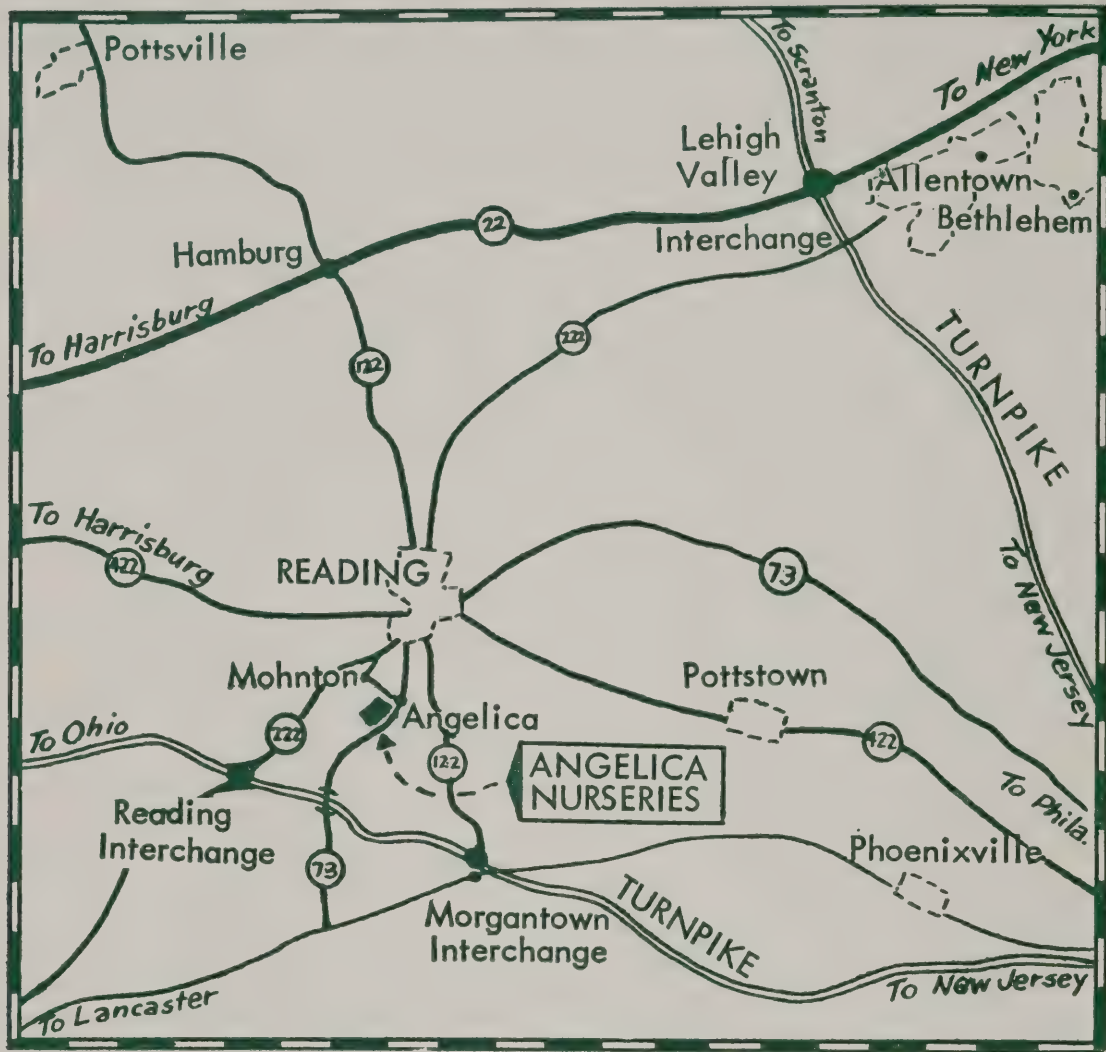 Pottsville
To Scranton
To New York
Lehigh
Valley
Interchange
Allentown
Bethlehem
Hamburg
22
To Harrisburg
122
222
TURNPIKE
To Harrisburg
422
READING
73
To New Jersey
Mohnton
Pottstown
To Ohio
222
Angelica
422
122
ANGELICA
NURSERIES
Reading
Interchange
To Phila.
73
Phoenixville
Morgantown
Interchange
TURNPIKE
To New Jersey
To Lancaster